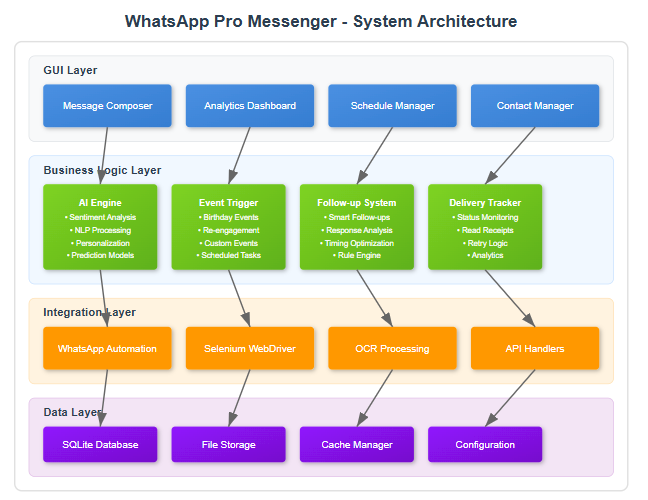 WhatsApp Pro Messenger - System Architecture
GUI Layer
Message Composer
Analytics Dashboard
Schedule Manager
Contact Manager
Business Logic Layer
AI Engine
• Sentiment Analysis
• NLP Processing
• Personalization
• Prediction Models
Event Trigger
• Birthday Events
• Re-engagement
• Custom Events
• Scheduled Tasks
Follow-up System
• Smart Follow-ups
• Response Analysis
• Timing Optimization
• Rule Engine
Delivery Tracker
• Status Monitoring
• Read Receipts
• Retry Logic
• Analytics
Integration Layer
WhatsApp Automation
Selenium WebDriver
OCR Processing
API Handlers
Data Layer
SQLite Database
File Storage
Cache Manager
Configuration